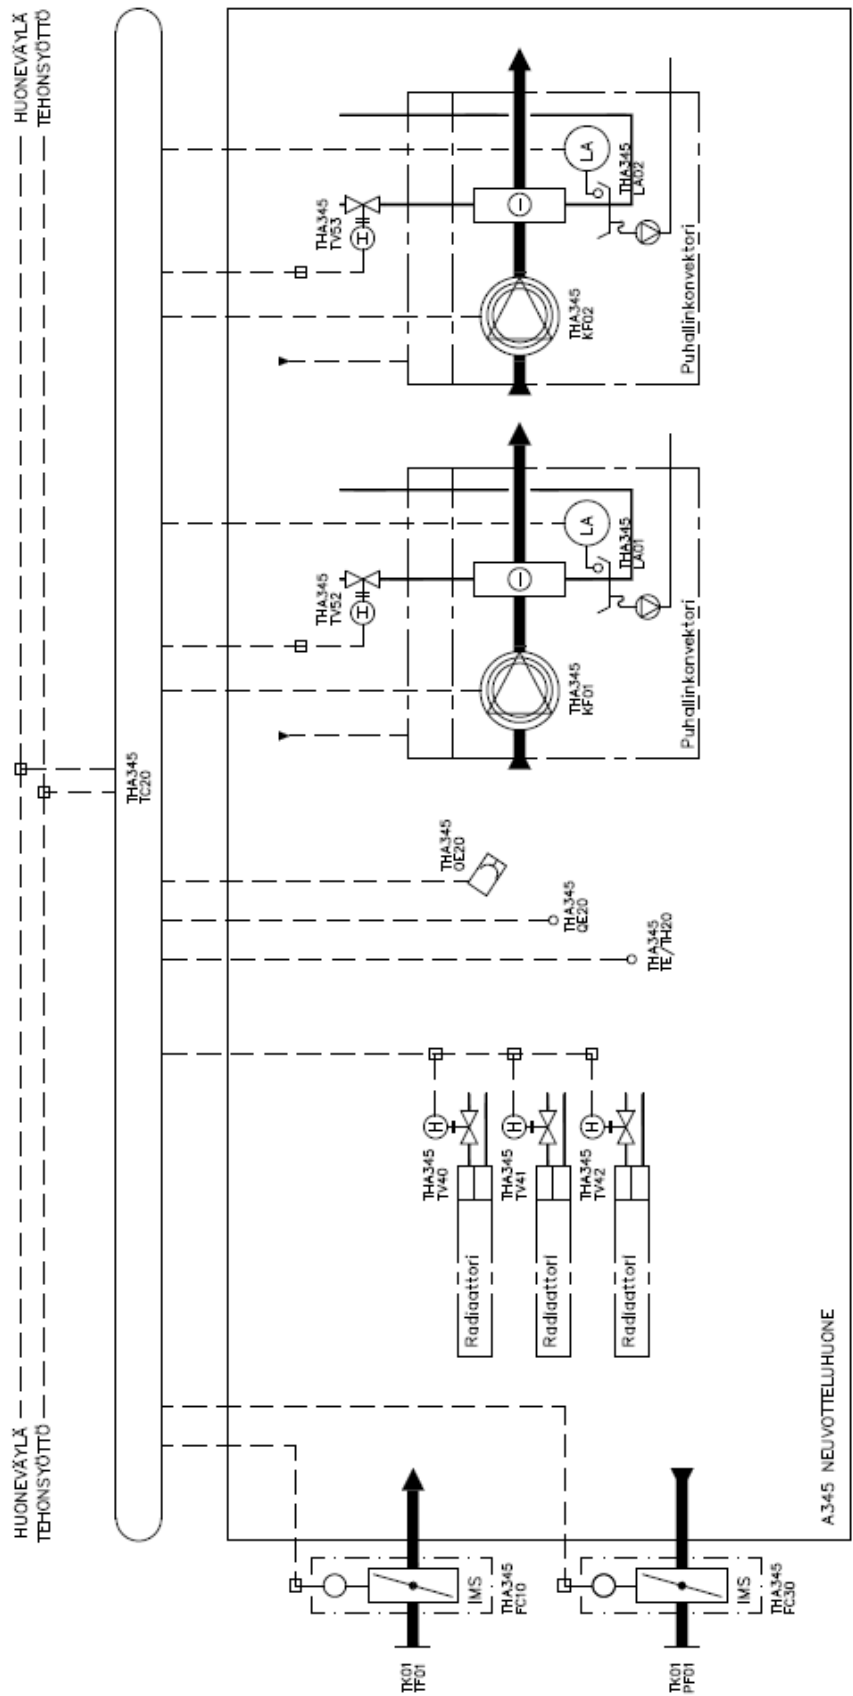 HUONEVÄYLÄ
TEHONSYÖTTÖ
HUONEVÄYLÄ
TEHONSYÖTTÖ
THA345
TC20
TK01
TF01
IMS
THA345
FC10
TK01
PF01
IMS
THA345
FC30
H
THA345
TV40
Radiaattori
H
THA345
TV41
Radiaattori
H
THA345
TV42
Radiaattori
THA345
OE20
THA345
QE20
THA345
TE/TH20
THA345
TV52
H
THA345
KF01
LA
THA345
LA01
Puhallinkonvektori
THA345
TV53
H
THA345
KF02
LA
THA345
LA02
Puhallinkonvektori
A345 NEUVOTTELUHUONE